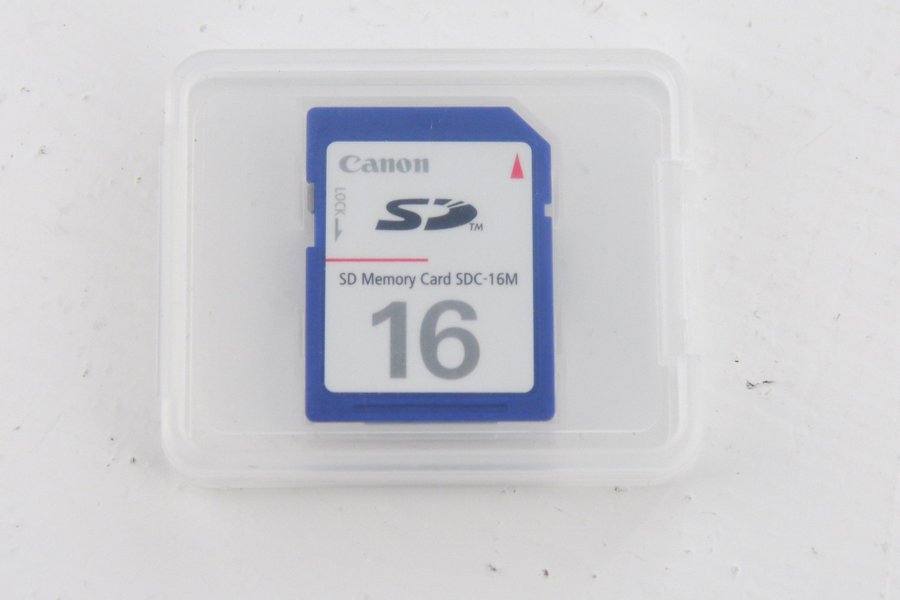 Canon
LOCK
SD TM
SD Memory Card SDC-16M
16